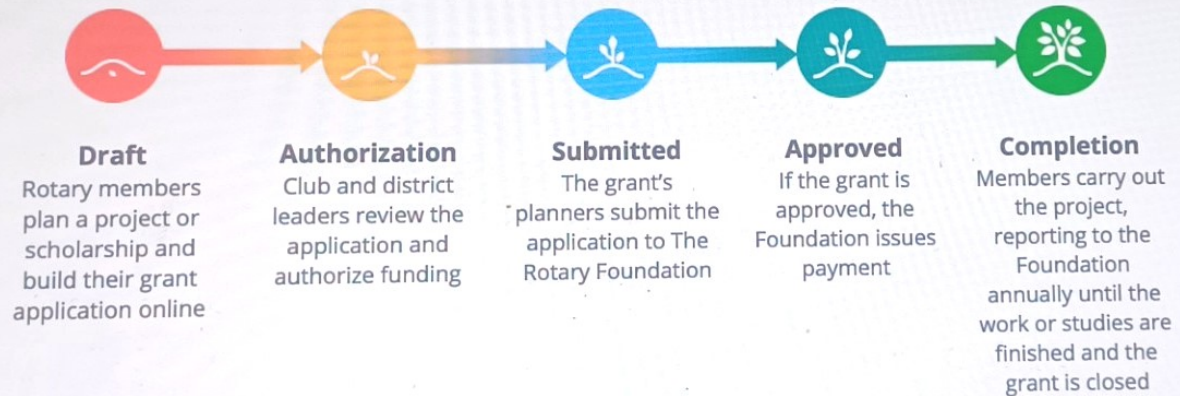 Draft
Rotary members
plan a project or
scholarship and
build their grant
application online
Authorization
Club and district
leaders review the
application and
authorize funding
Submitted
The grant's
planners submit the
application to The
Rotary Foundation
Approved
If the grant is
approved, the
Foundation issues
payment
Completion
Members carry out
the project,
reporting to the
Foundation
annually until the
work or studies are
finished and the
grant is closed